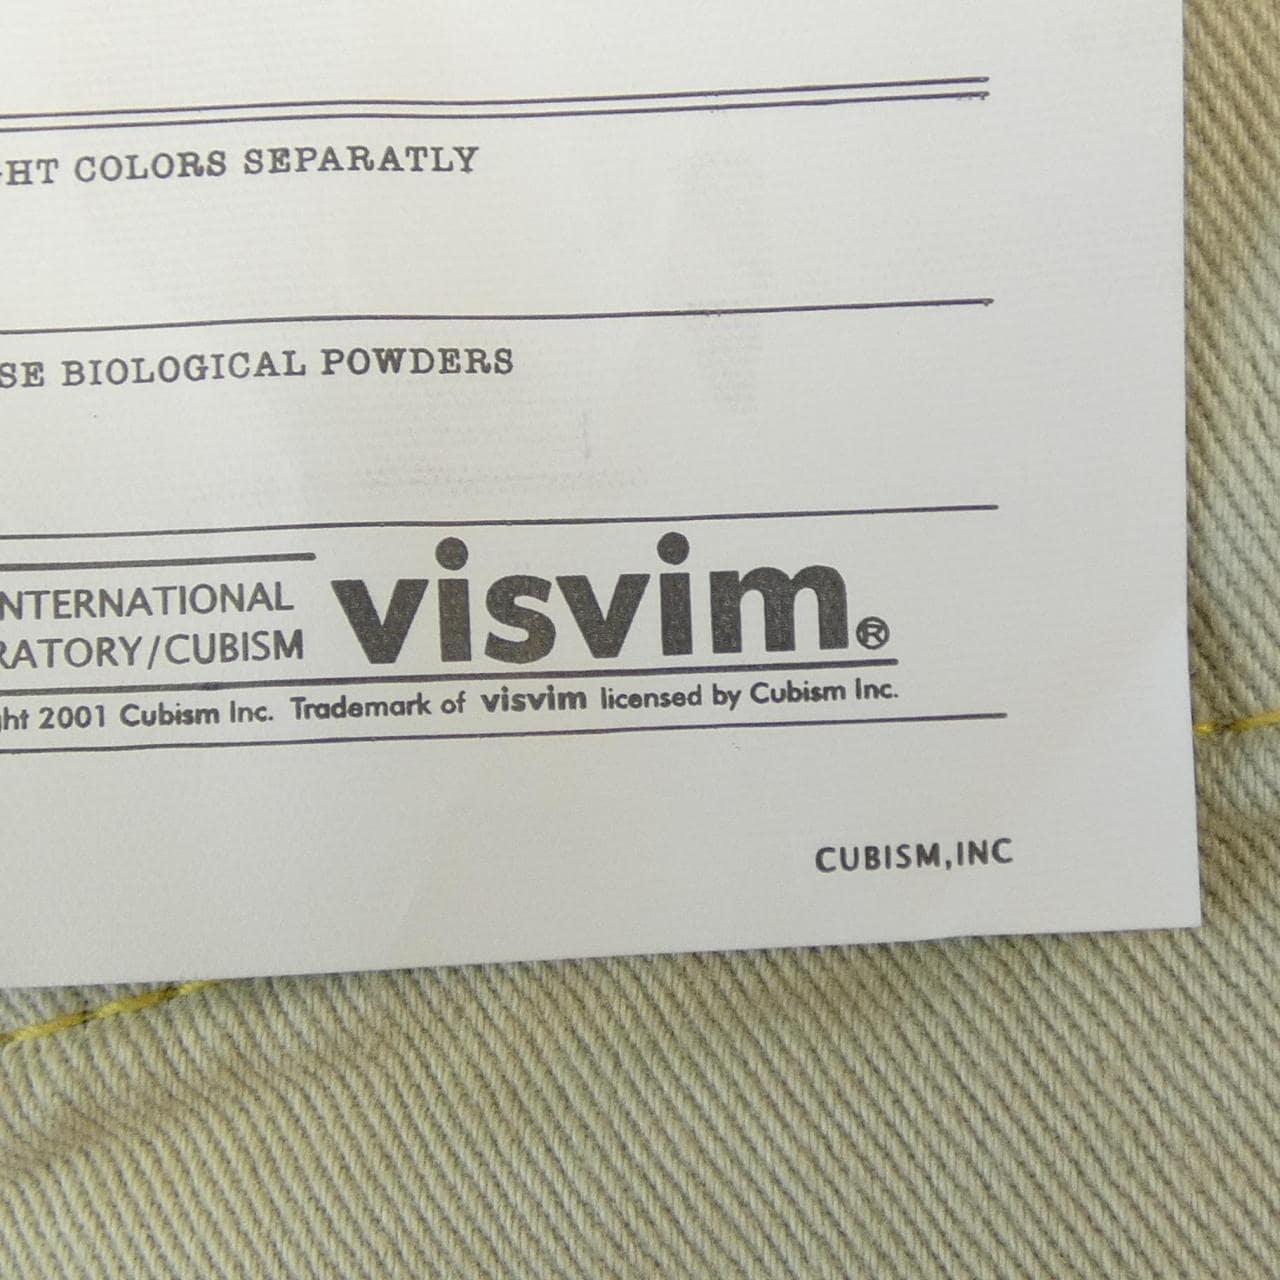 HT COLORS SEPARATLY
SE BIOLOGICAL POWDERS
NTERNATIONAL
RATORY/CUBISM
visvim®
ht 2001 Cubism Inc. Trademark of visvim licensed by Cubism Inc.
CUBISM,INC